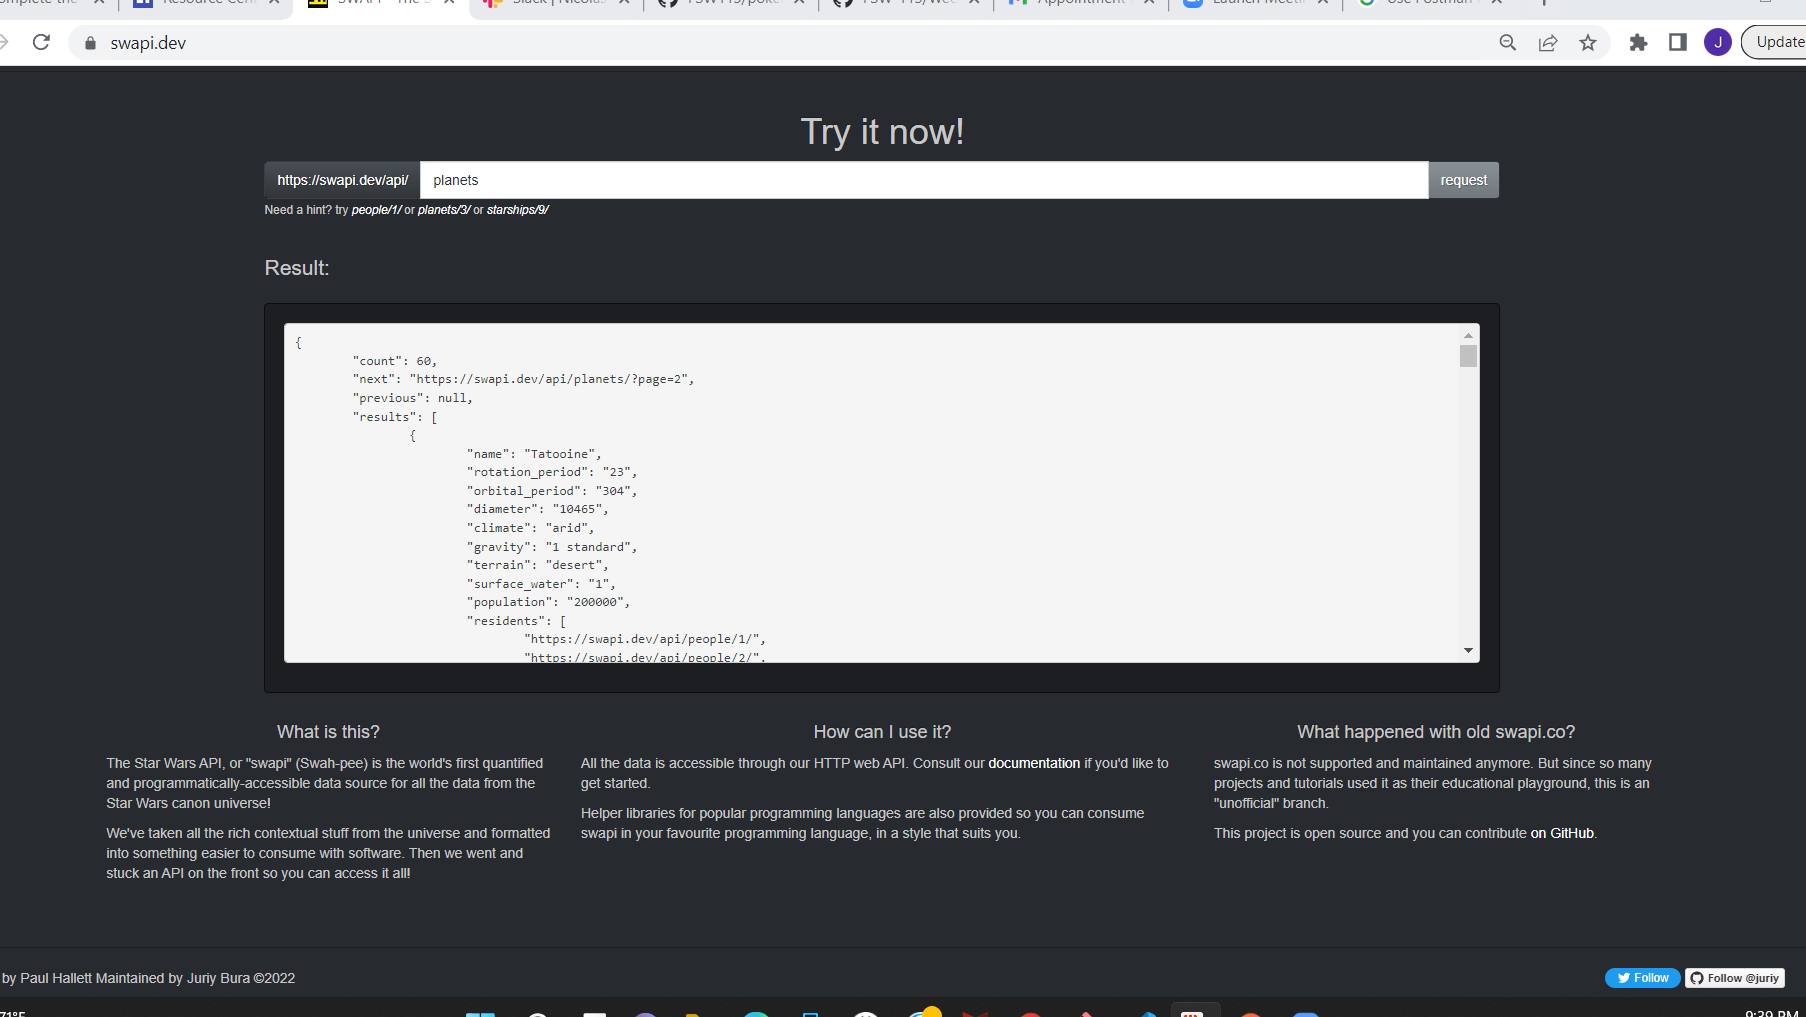 swapi.dev
Update
J
Try it now!
https://swapi.dev/api/ planets request
Need a hint? try people/1/ or planets/3/ or starships/9/
Result:
{
"count": 60,
"next": "https://swapi.dev/api/planets/?page=2",
"previous": null,
"results": [
{
"name": "Tatooine",
"rotation_period": "23",
"orbital_period": "304",
"diameter": "10465",
"climate": "arid",
"gravity": "1 standard",
"terrain": "desert",
"surface_water": "1",
"population": "200000",
"residents": [
"https://swapi.dev/api/people/1/",
"https://swapi.dev/api/people/2/",
What is this?
The Star Wars API, or "swapi" (Swah-pee) is the world's first quantified
and programmatically-accessible data source for all the data from the
Star Wars canon universe!
We've taken all the rich contextual stuff from the universe and formatted
into something easier to consume with software. Then we went and
stuck an API on the front so you can access it all!
How can I use it?
All the data is accessible through our HTTP web API. Consult our documentation if you'd like to
get started.
Helper libraries for popular programming languages are also provided so you can consume
swapi in your favourite programming language, in a style that suits you.
What happened with old swapi.co?
swapi.co is not supported and maintained anymore. But since so many
projects and tutorials used it as their educational playground, this is an
"unofficial" branch.
This project is open source and you can contribute on GitHub.
by Paul Hallett Maintained by Juriy Bura ©2022
Follow
Follow @juriy
71°F
9:39 PM